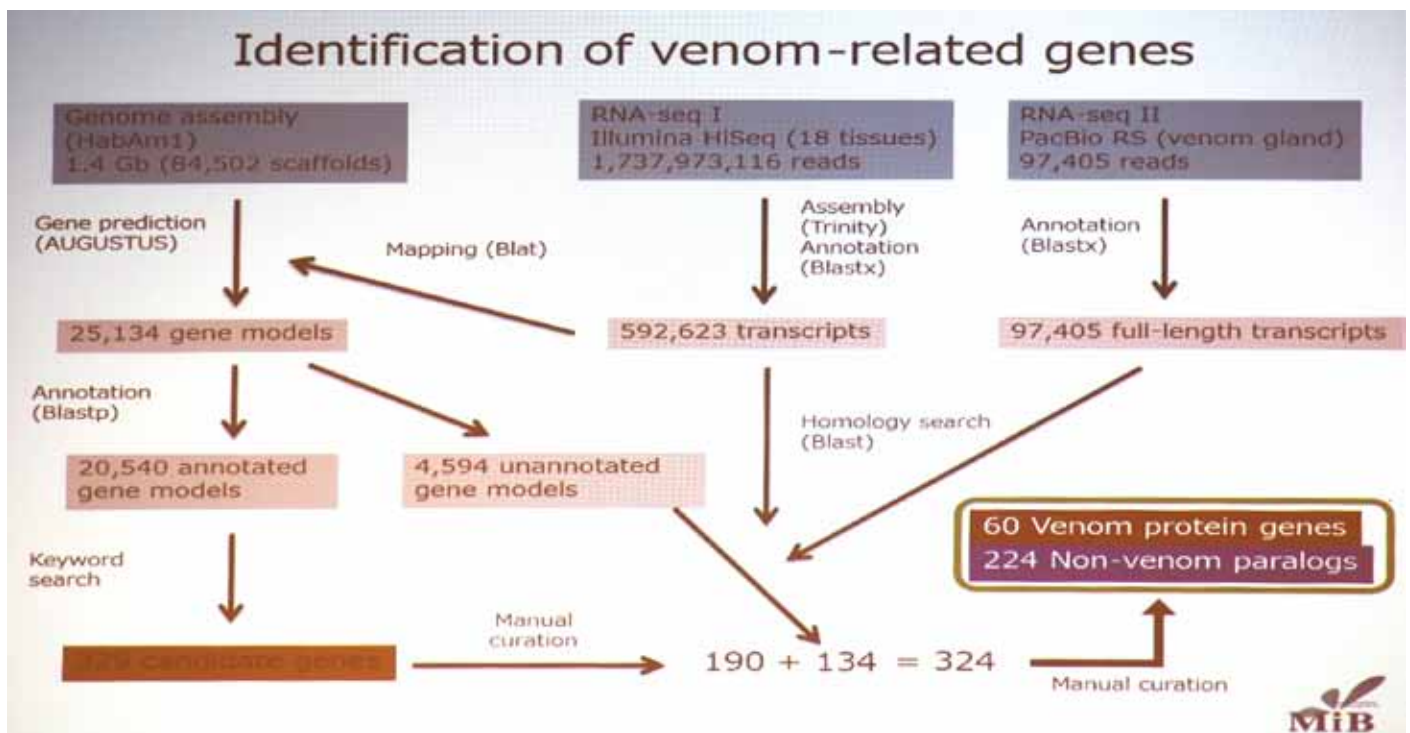 Identification of venom-related genes
Genome assembly
(HabAm1)
1.4 Gb (84,502 scaffolds)
RNA-seq I
Illumina HiSeq (18 tissues)
1,737,973,116 reads
RNA-seq II
PacBio RS (venom gland)
97,405 reads
Gene prediction
(AUGUSTUS)
Mapping (Blat)
Assembly
(Trinity)
Annotation
(Blastx)
Annotation
(Blastx)
25,134 gene models
592,623 transcripts
97,405 full-length transcripts
Annotation
(Blastp)
Homology search
(Blast)
20,540 annotated
gene models
4,594 unannotated
gene models
60 Venom protein genes
224 Non-venom paralogs
Keyword
search
Manual
curation
329 candidate genes
190 + 134 = 324
Manual curation
MiB